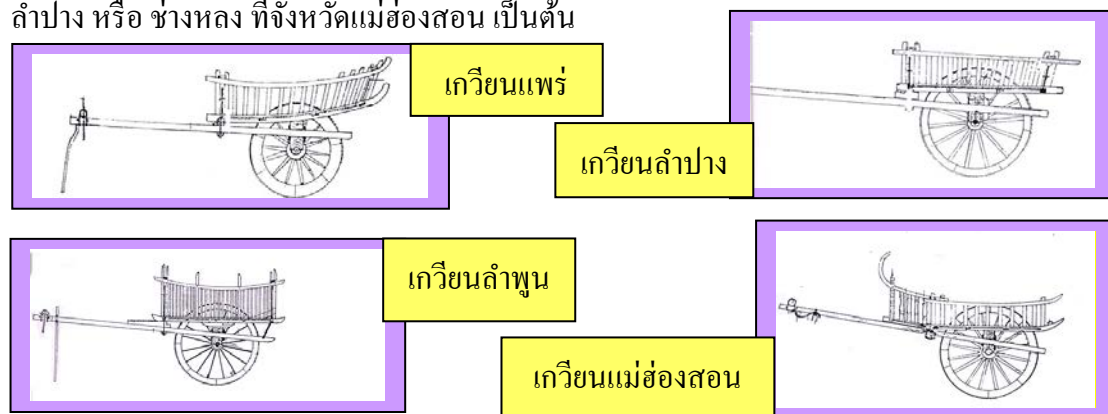 ลำปาง หรือ ช่างหลง ที่จังหวัดแม่ฮ่องสอน เป็นต้น
เกวียนแพร่
เกวียนลำปาง
เกวียนลำพูน
เกวียนแม่ฮ่องสอน